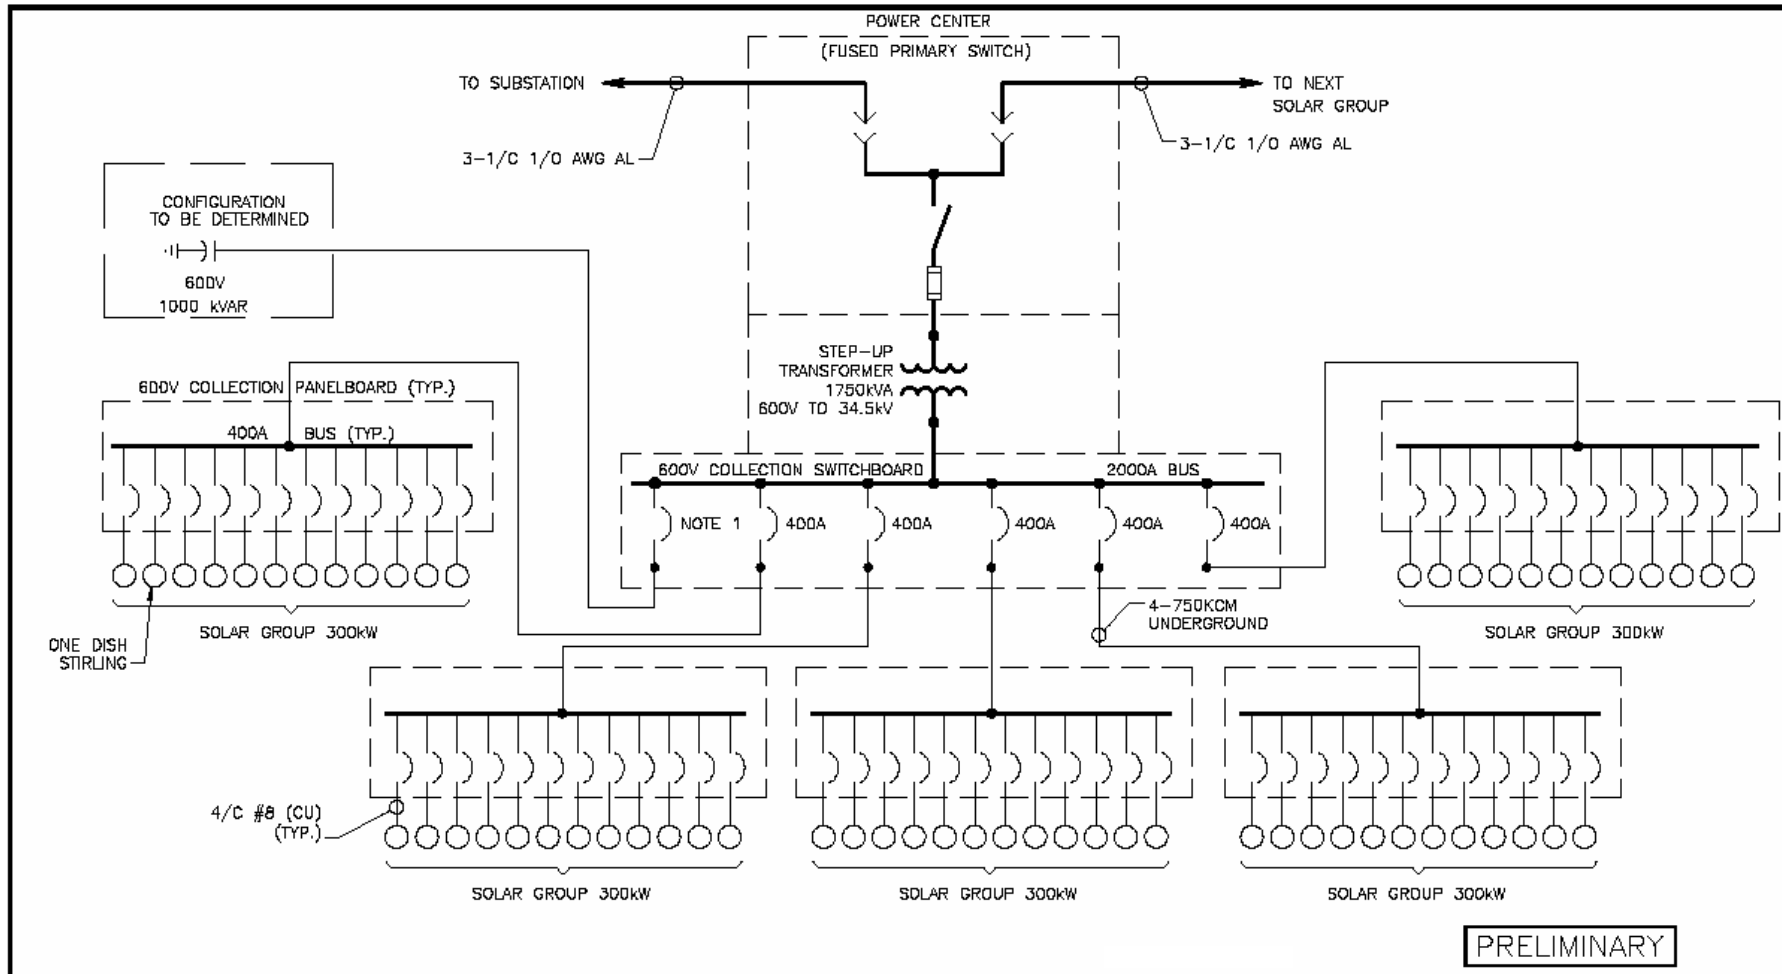 POWER CENTER
(FUSED PRIMARY SWITCH)
TO SUBSTATION
TO NEXT
SOLAR GROUP
3-1/C 1/0 AWG AL
3-1/C 1/0 AWG AL
CONFIGURATION
TO BE DETERMINED
600V
1000 kVAR
STEP-UP
TRANSFORMER
1750kVA
600V TO 34.5kV
600V COLLECTION PANELBOARD (TYP.)
400A BUS (TYP.)
600V COLLECTION SWITCHBOARD 2000A BUS
NOTE 1 400A 400A 400A 400A 400A
4-750KCM
UNDERGROUND
ONE DISH
STIRLING
SOLAR GROUP 300kW
SOLAR GROUP 300kW
4/C #8 (CU)
(TYP.)
SOLAR GROUP 300kW
SOLAR GROUP 300kW
SOLAR GROUP 300kW
PRELIMINARY